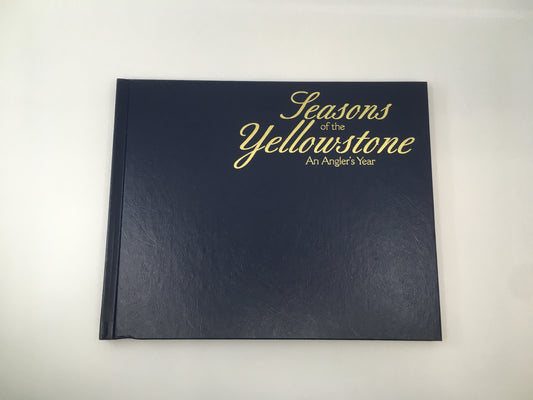 Seasons
of the
Yellowstone
An Angler's Year